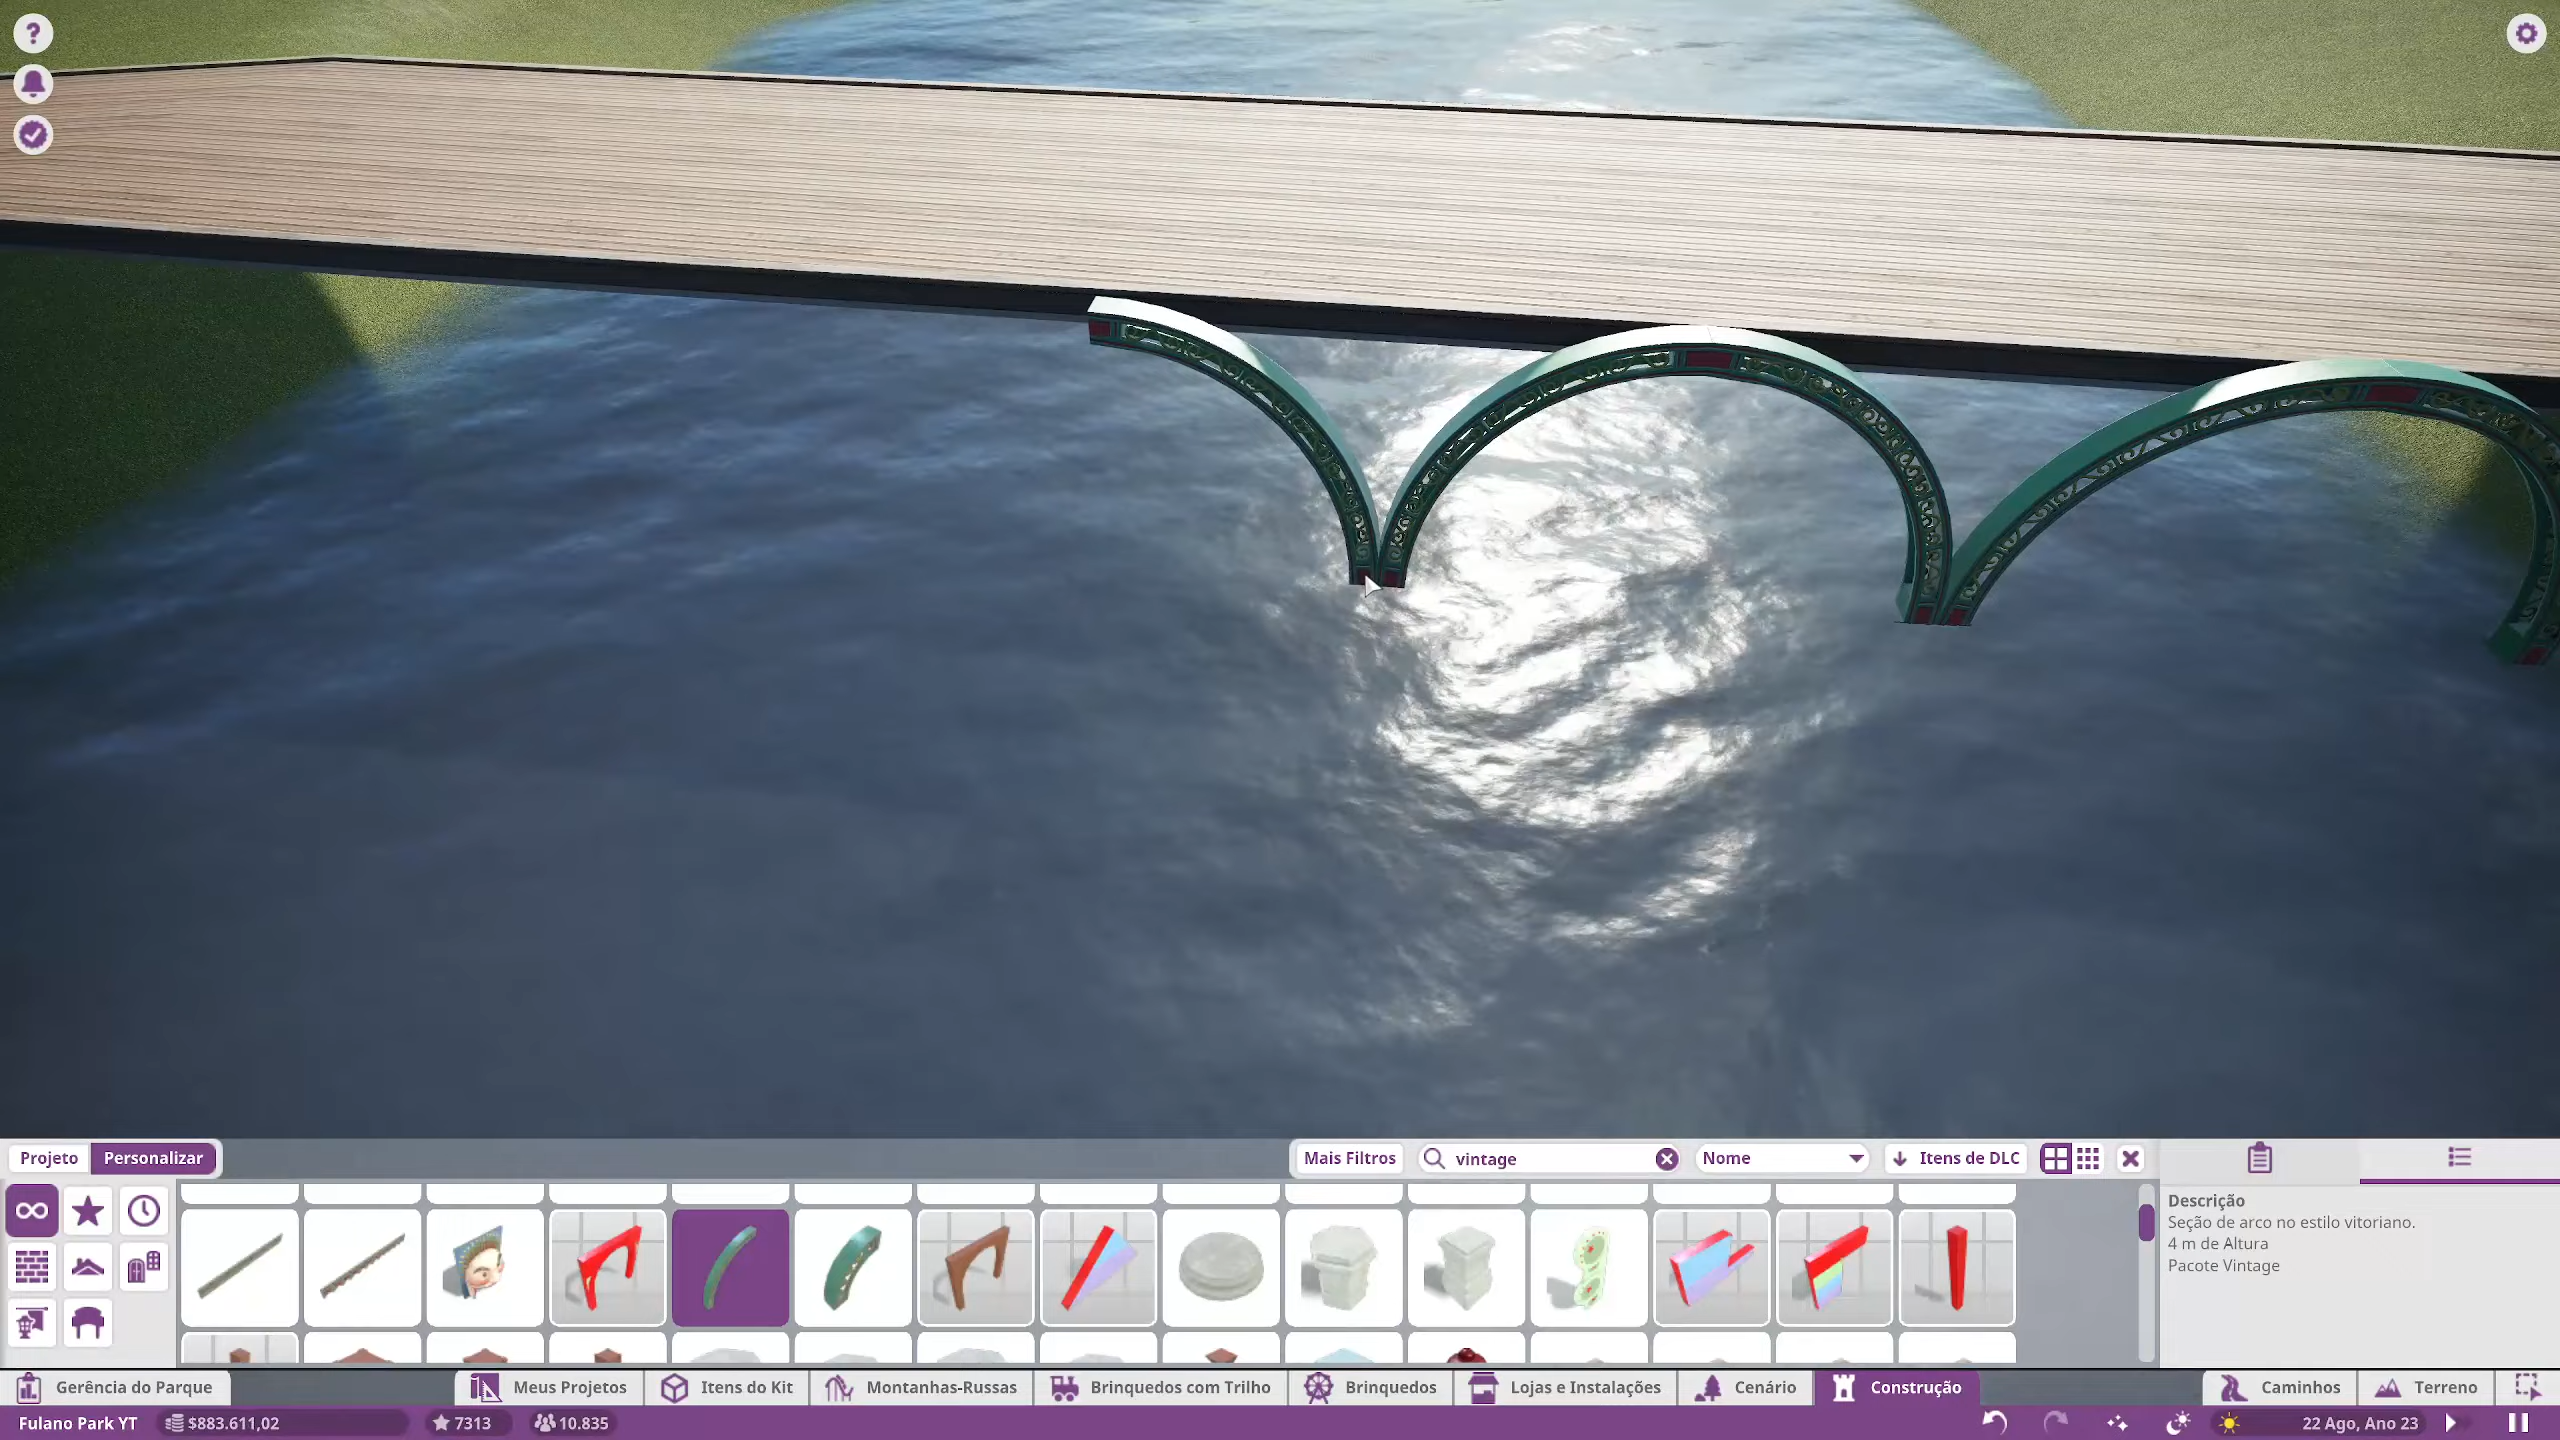 Projeto
Personalizar
Mais Filtros
vintage
Nome
Itens de DLC
Descrição
Seção de arco no estilo vitoriano.
4 m de Altura
Pacote Vintage
Gerência do Parque
Meus Projetos
Itens do Kit
Montanhas-Russas
Brinquedos com Trilho
Brinquedos
Lojas e Instalações
Cenário
Construção
Caminhos
Terreno
Fulano Park YT
$883.611,02
7313
10.835
22 Ago, Ano 23